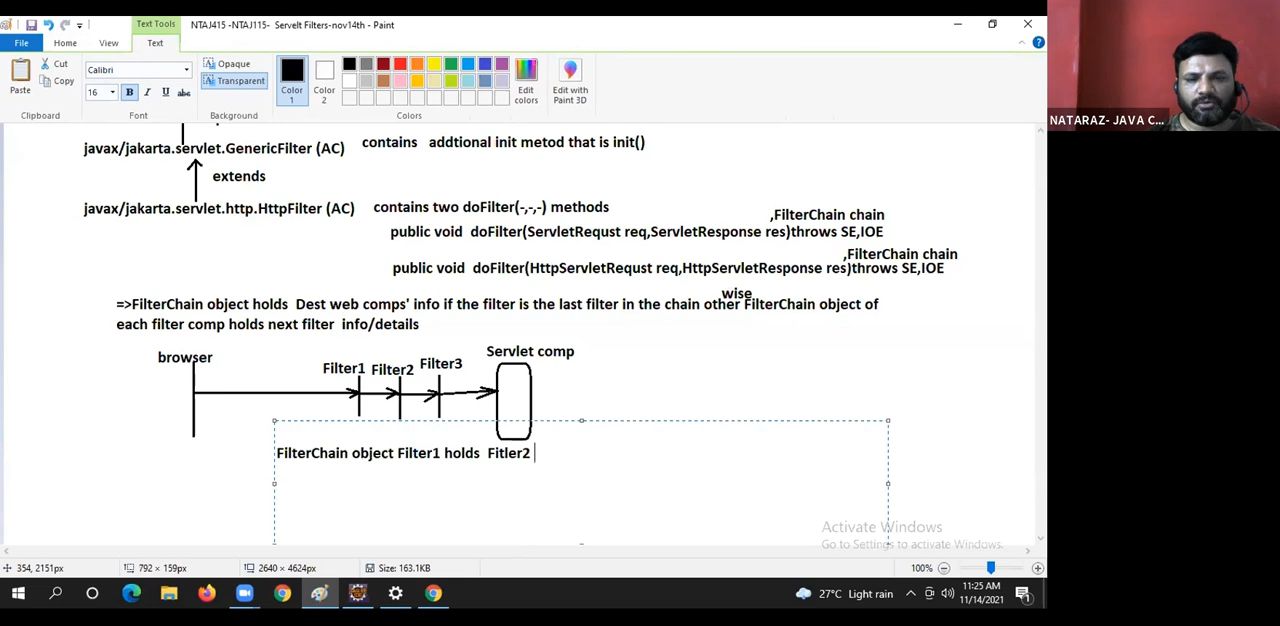 Text Tools
NTAJ415 -NTAJ115- Servelt Filters-nov14th - Paint
File Home View Text
Paste
Cut
Copy
Clipboard
Calibri
16 B I U abc
Font
Opaque
Transparent
Background
Color 1
Color 2
Edit colors
Colors
Edit with Paint 3D
NATARAZ- JAVA C...
javax/jakarta.servlet.GenericFilter (AC) contains addtional init metod that is init()
extends
javax/jakarta.servlet.http.HttpFilter (AC) contains two doFilter(-,-,-) methods
,FilterChain chain
public void doFilter(ServletRequst req,ServletResponse res)throws SE,IOE
,FilterChain chain
public void doFilter(HttpServletRequst req,HttpServletResponse res)throws SE,IOE
wise
=>FilterChain object holds Dest web comps' info if the filter is the last filter in the chain other FilterChain object of
each filter comp holds next filter info/details
browser
Filter1 Filter2 Filter3
Servlet comp
FilterChain object Filter1 holds Fitler2
Activate Windows
Go to Settings to activate Windows.
354, 2151px
792 × 159px
2640 × 4624px
Size: 163.1KB
100%
27°C Light rain
11:25 AM
11/14/2021
1